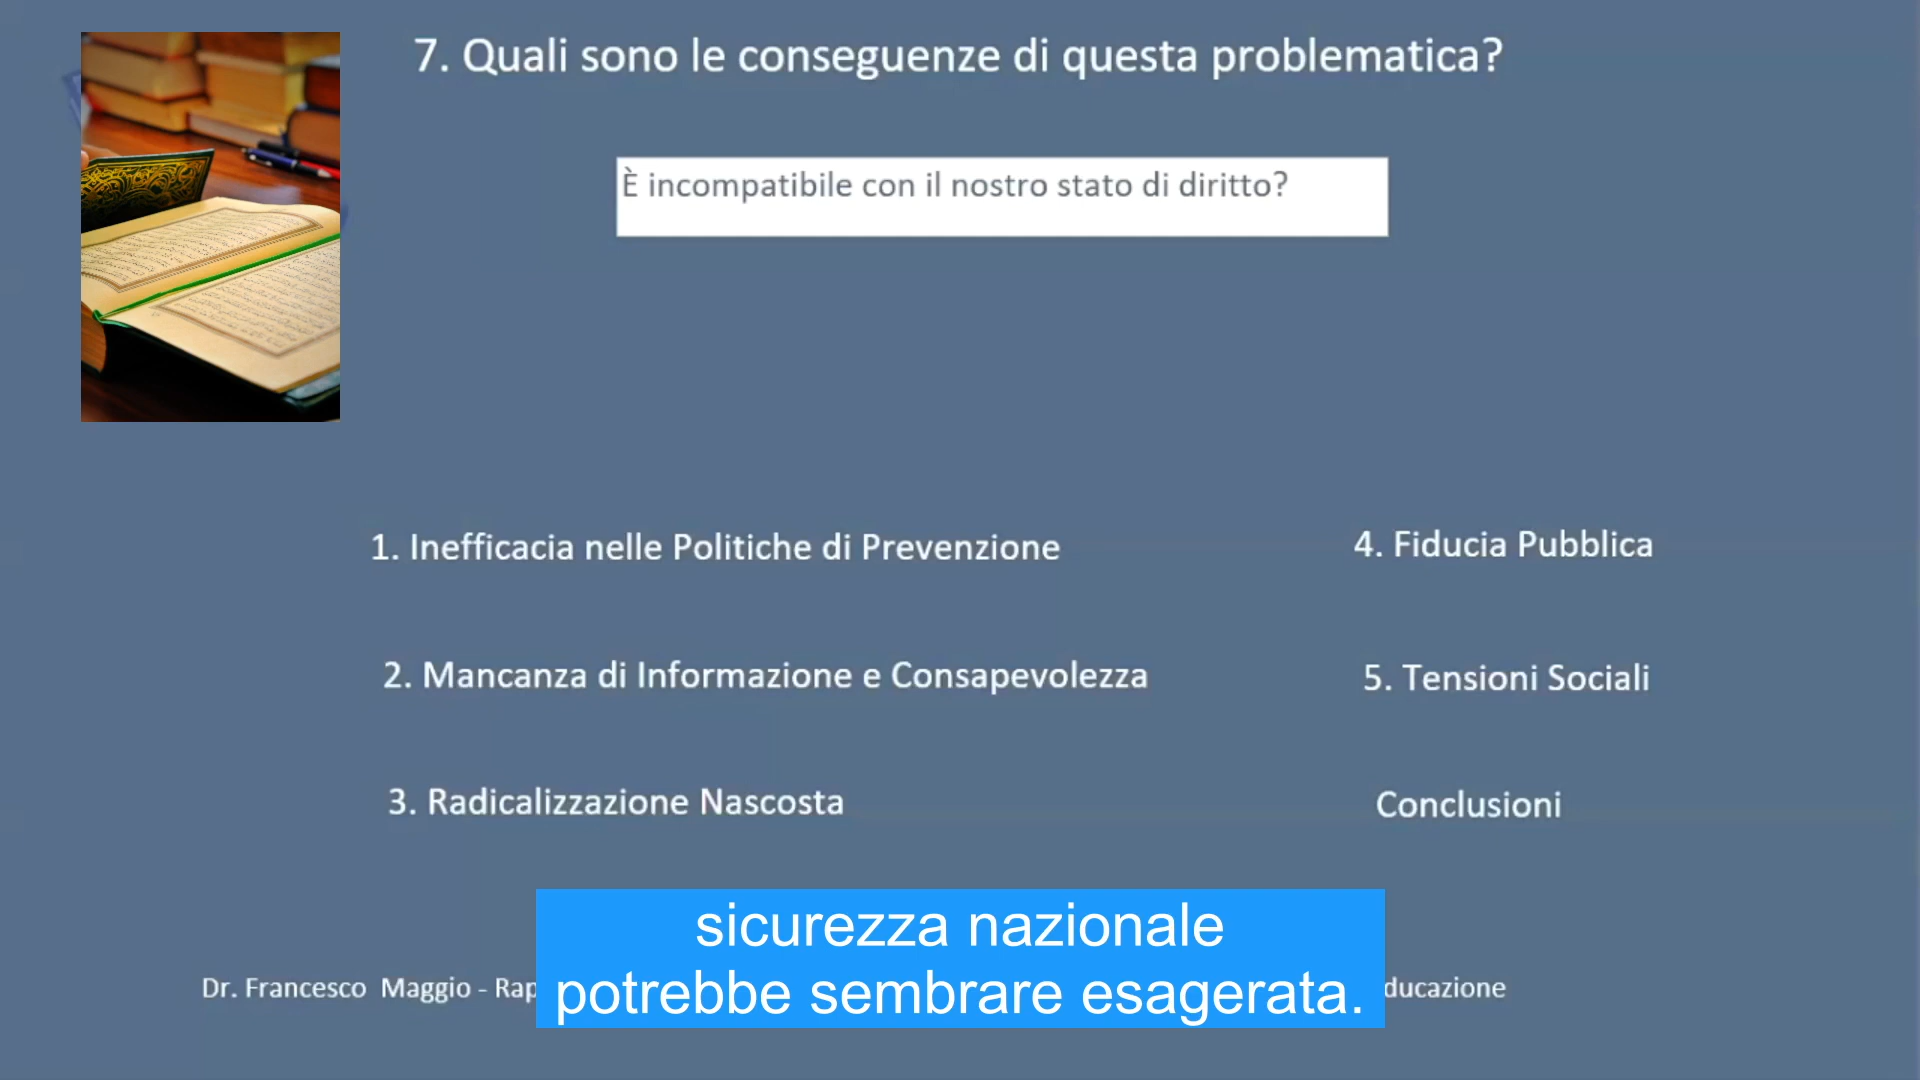 7. Quali sono le conseguenze di questa problematica?
È incompatibile con il nostro stato di diritto?
1. Inefficacia nelle Politiche di Prevenzione
2. Mancanza di Informazione e Consapevolezza
3. Radicalizzazione Nascosta
4. Fiducia Pubblica
5. Tensioni Sociali
Conclusioni
sicurezza nazionale
potrebbe sembrare esagerata.
Dr. Francesco Maggio -